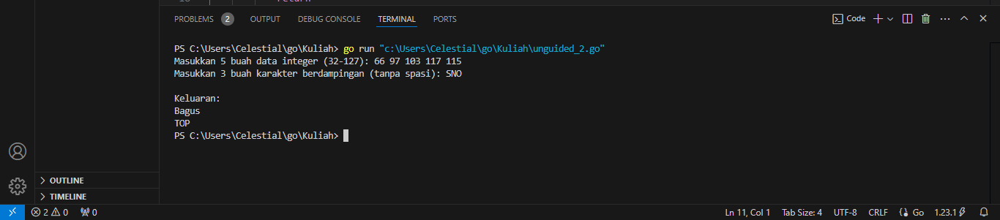 PROBLEMS 2 OUTPUT DEBUG CONSOLE TERMINAL PORTS Code
PS C:\Users\Celestial\go\Kuliah> go run "c:\Users\Celestial\go\Kuliah\unguided_2.go"
Masukkan 5 buah data integer (32-127): 66 97 103 117 115
Masukkan 3 buah karakter berdampingan (tanpa spasi): SNO
Keluaran:
Bagus
TOP
PS C:\Users\Celestial\go\Kuliah>
OUTLINE
TIMELINE
2 0 0 Ln 11, Col 1 Tab Size: 4 UTF-8 CRLF Go 1.23.1